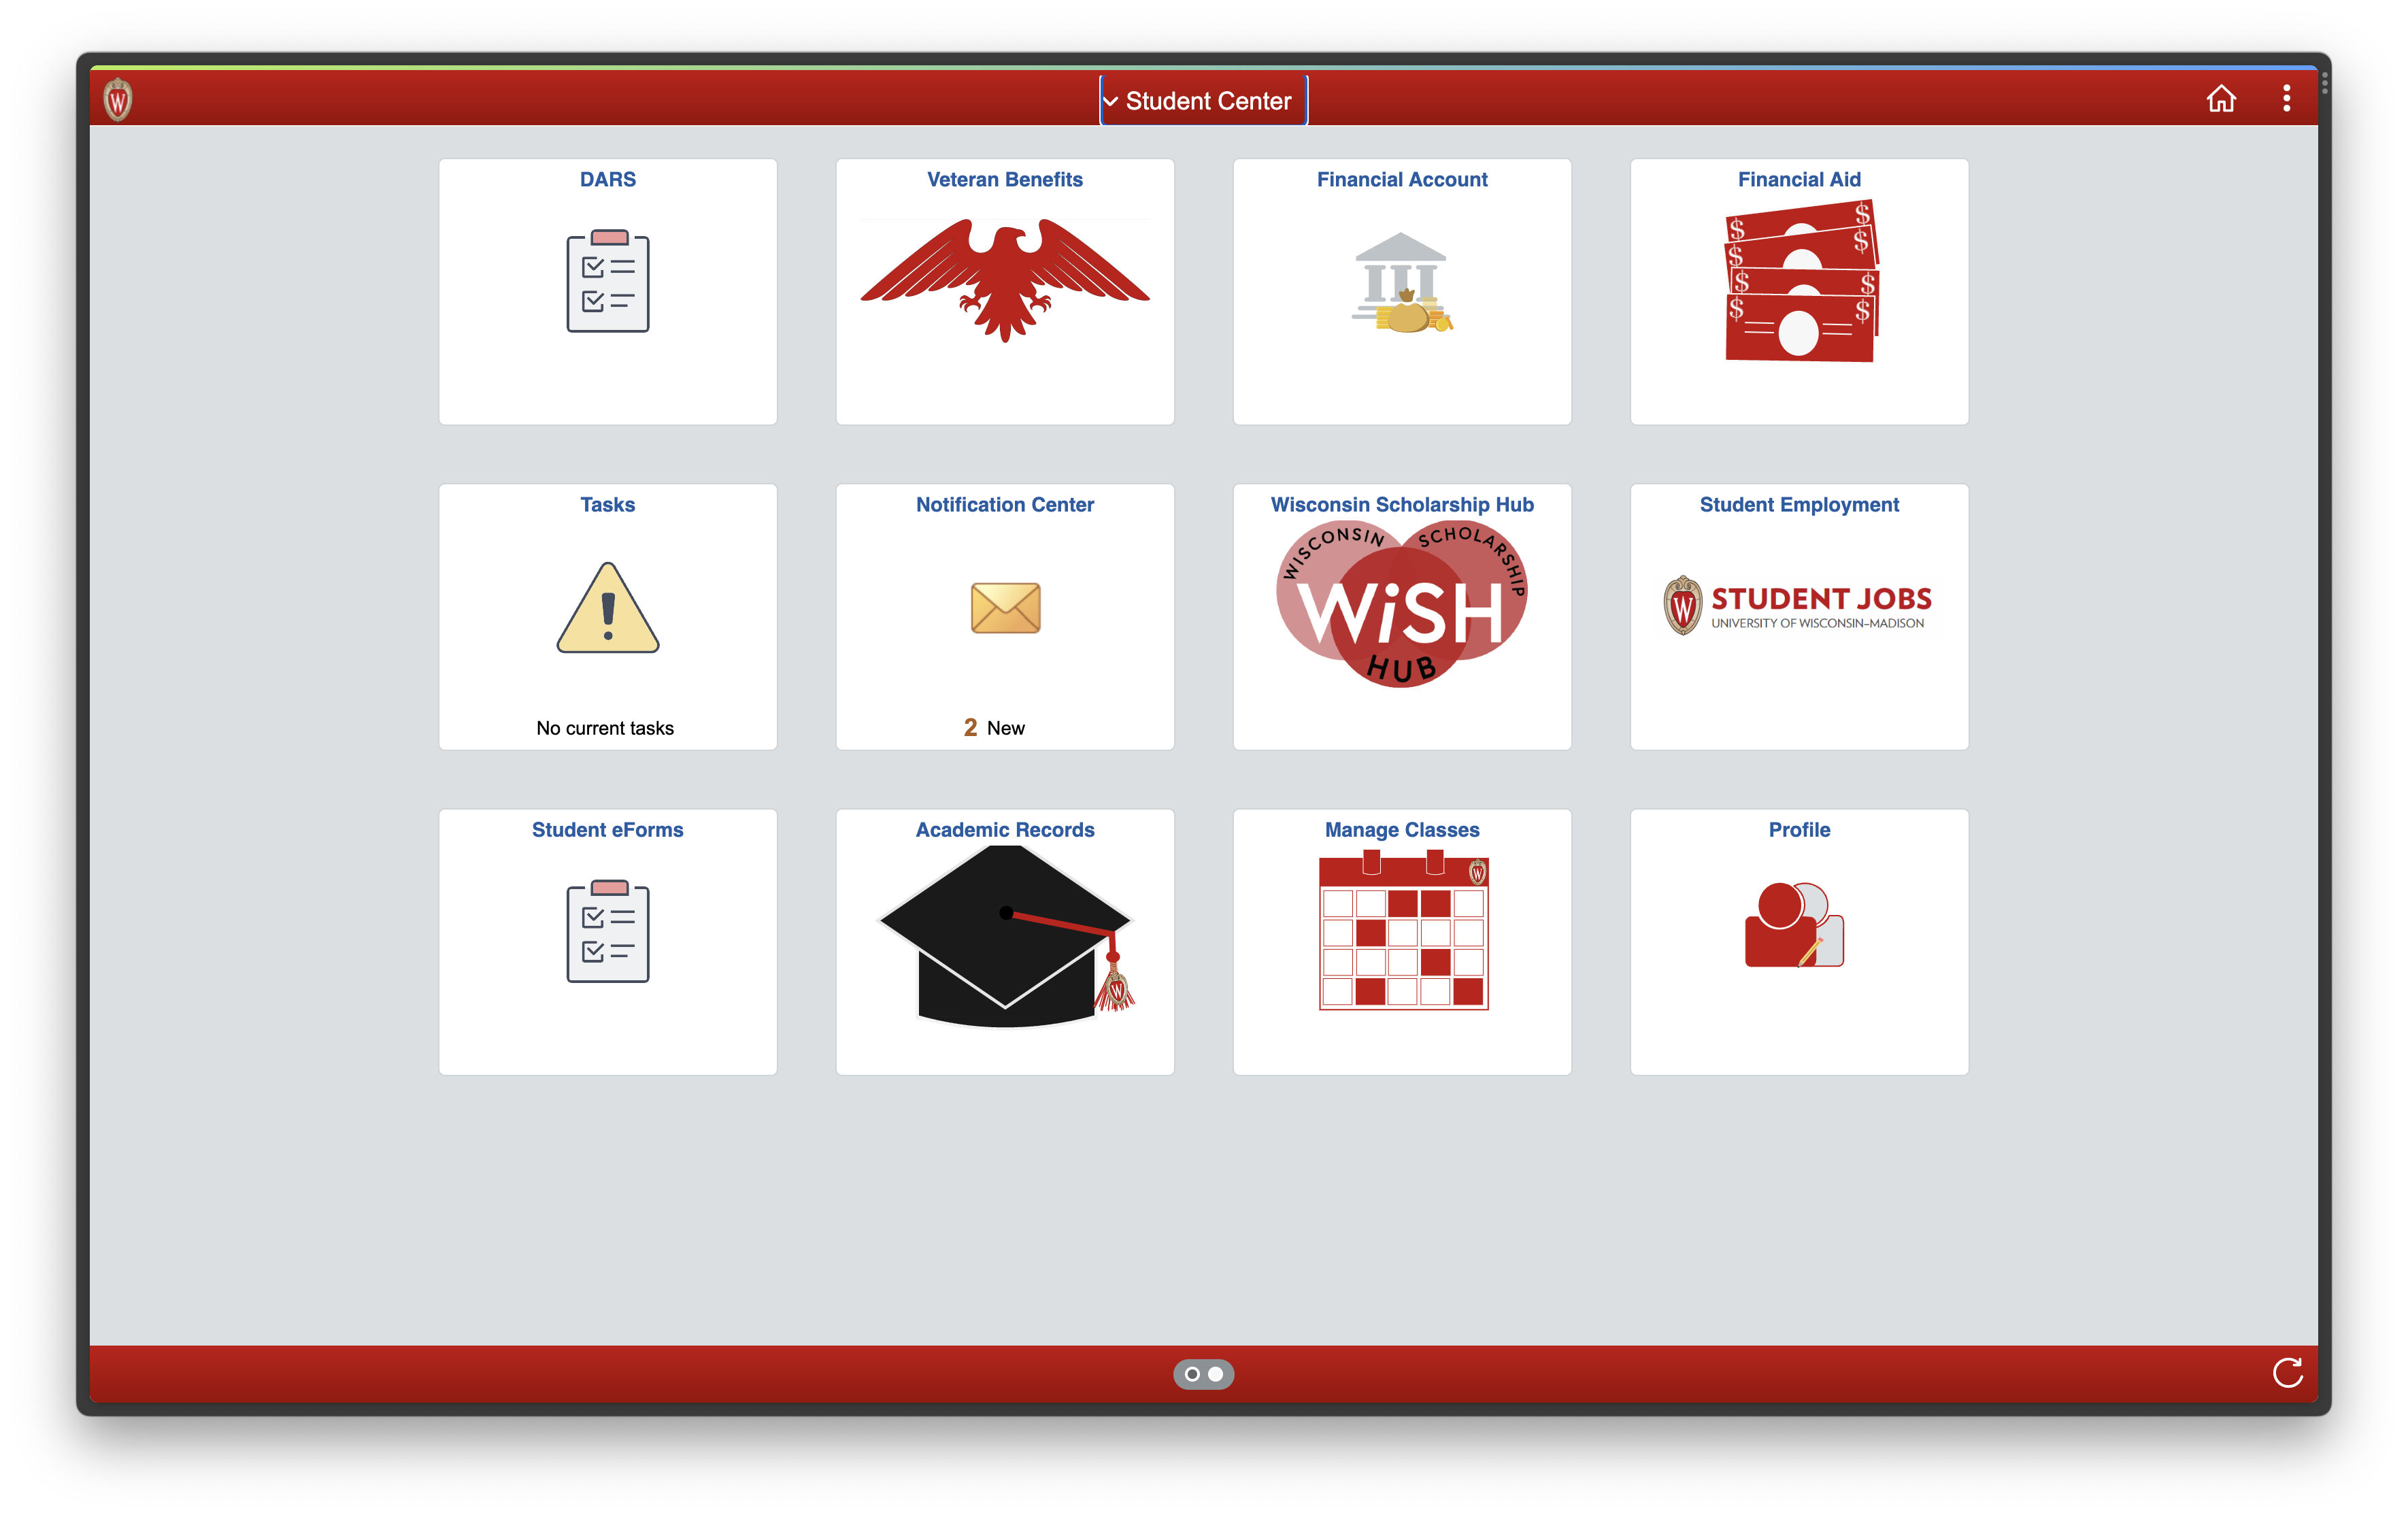 W
Student Center
DARS
Veteran Benefits
Financial Account
Financial Aid
$ $
$ $
$ $
$ $
Tasks
No current tasks
Notification Center
2 New
Wisconsin Scholarship Hub
WISCONSIN SCHOLARSHIP
WiSH
HUB
Student Employment
W
STUDENT JOBS
UNIVERSITY OF WISCONSIN–MADISON
Student eForms
Academic Records
W
Manage Classes
W
Profile